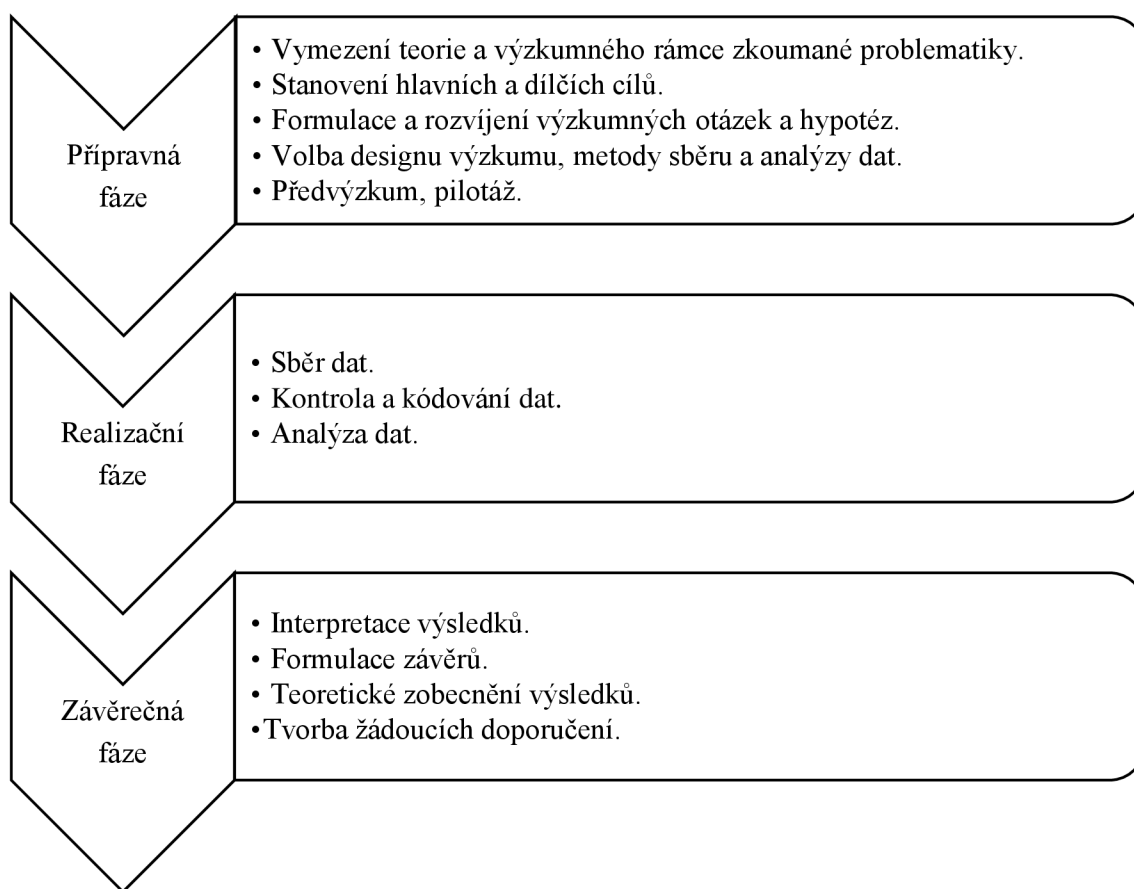 Přípravná
fáze
• Vymezení teorie a výzkumného rámce zkoumané problematiky.
• Stanovení hlavních a dílčích cílů.
• Formulace a rozvíjení výzkumných otázek a hypotéz.
• Volba designu výzkumu, metody sběru a analýzy dat.
• Předvýzkum, pilotáž.
Realizační
fáze
• Sběr dat.
• Kontrola a kódování dat.
• Analýza dat.
Závěrečná
fáze
• Interpretace výsledků.
• Formulace závěrů.
• Teoretické zobecnění výsledků.
•Tvorba žádoucích doporučení.